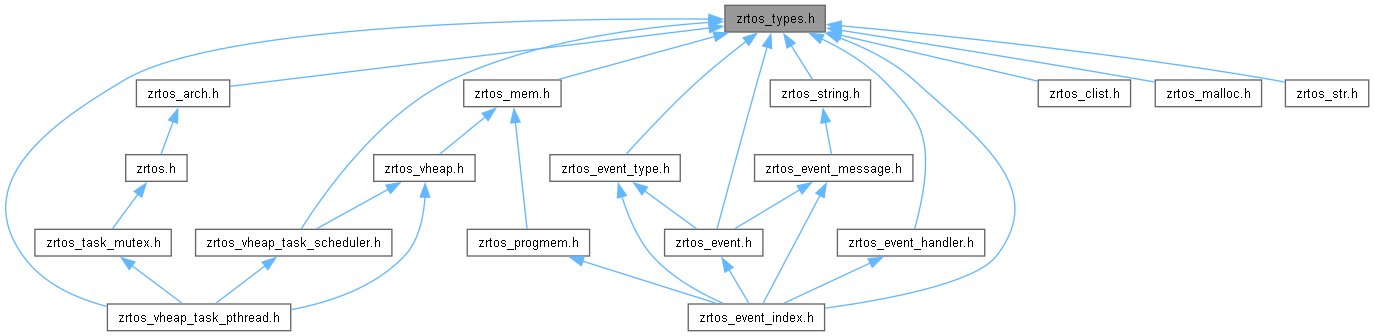 zrtos_types.h
zrtos_arch.h
zrtos_mem.h
zrtos_string.h
zrtos_clist.h
zrtos_malloc.h
zrtos_str.h
zrtos.h
zrtos_vheap.h
zrtos_event_type.h
zrtos_event_message.h
zrtos_task_mutex.h
zrtos_vheap_task_scheduler.h
zrtos_progmem.h
zrtos_event.h
zrtos_event_handler.h
zrtos_vheap_task_pthread.h
zrtos_event_index.h